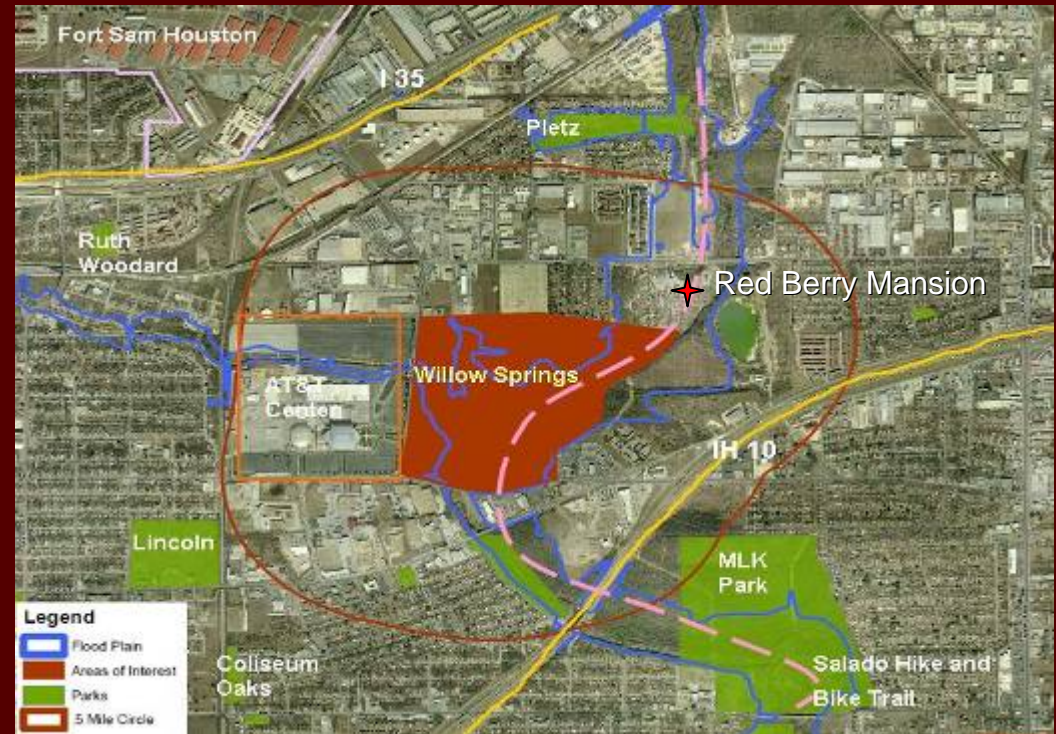 Fort Sam Houston
I 35
Pletz
Ruth
Woodard
Red Berry Mansion
Willow Springs
AT&T
Center
IH 10
Lincoln
MLK
Park
Legend
Flood Plain
Areas of Interest
Parks
.5 Mile Circle
Coliseum
Oaks
Salado Hike and
Bike Trail